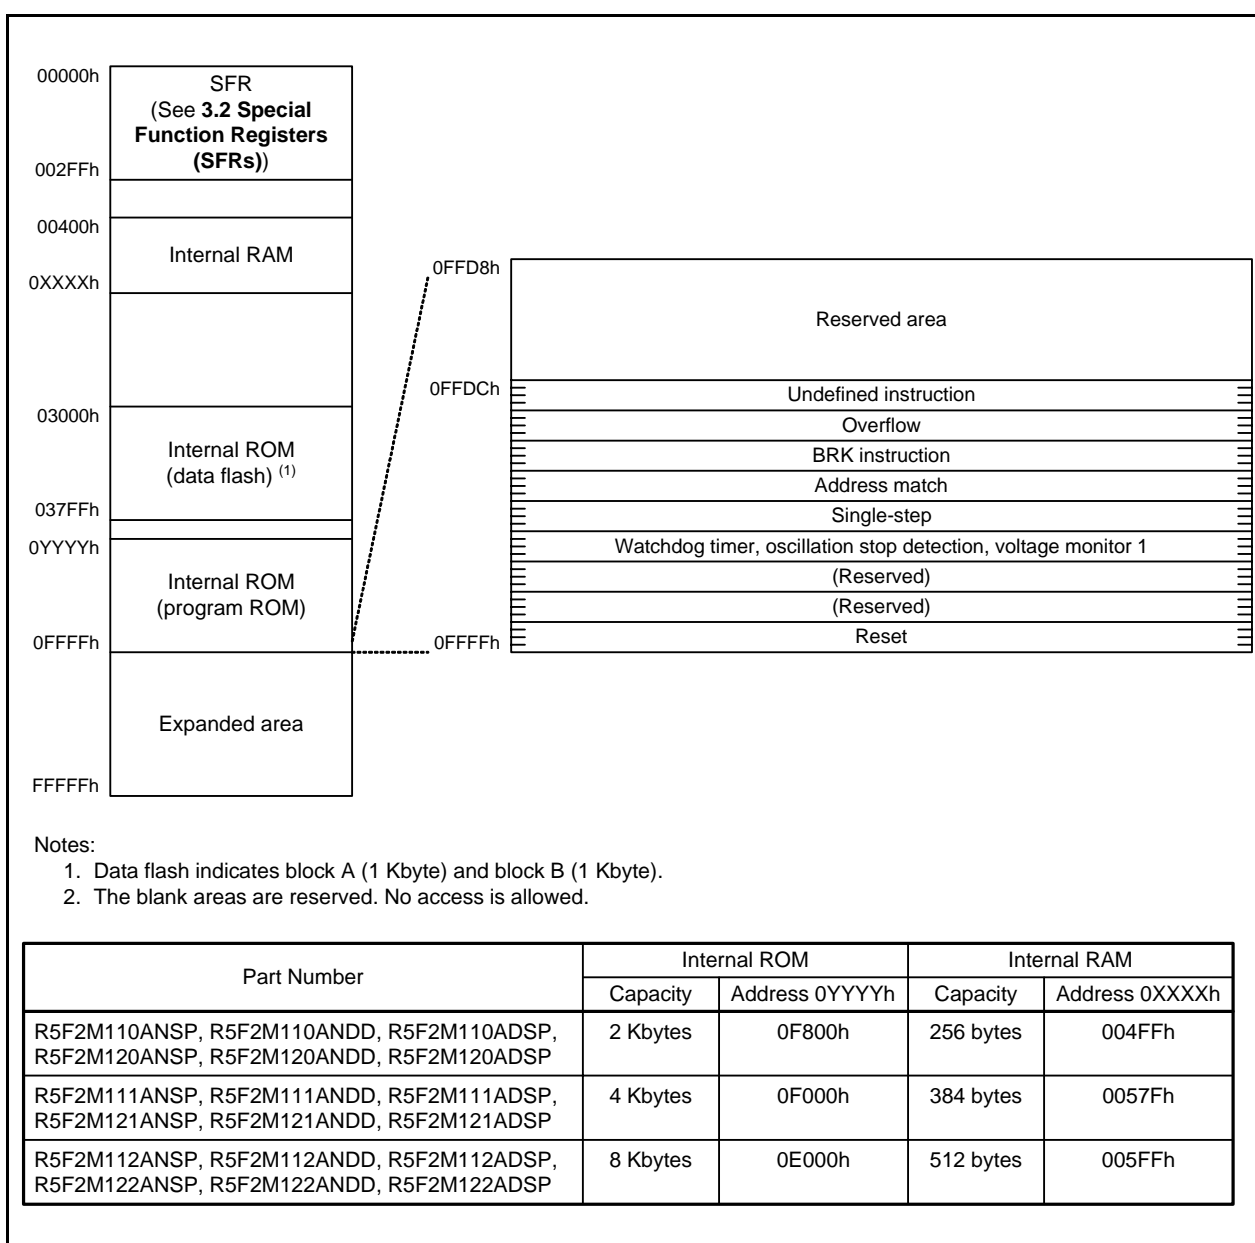 00000h
SFR
(See 3.2 Special
Function Registers
(SFRs))
002FFh
00400h
Internal RAM
0XXXXh
03000h
Internal ROM
(data flash) (1)
037FFh
0YYYYh
Internal ROM
(program ROM)
0FFFFh
Expanded area
FFFFFh
0FFD8h
Reserved area
0FFDCh
Undefined instruction
Overflow
BRK instruction
Address match
Single-step
Watchdog timer, oscillation stop detection, voltage monitor 1
(Reserved)
(Reserved)
0FFFFh
Reset
Notes:
1. Data flash indicates block A (1 Kbyte) and block B (1 Kbyte).
2. The blank areas are reserved. No access is allowed.
Part Number
Internal ROM
Internal RAM
Capacity
Address 0YYYYh
Capacity
Address 0XXXXh
R5F2M110ANSP, R5F2M110ANDD, R5F2M110ADSP,
R5F2M120ANSP, R5F2M120ANDD, R5F2M120ADSP
2 Kbytes
0F800h
256 bytes
004FFh
R5F2M111ANSP, R5F2M111ANDD, R5F2M111ADSP,
R5F2M121ANSP, R5F2M121ANDD, R5F2M121ADSP
4 Kbytes
0F000h
384 bytes
0057Fh
R5F2M112ANSP, R5F2M112ANDD, R5F2M112ADSP,
R5F2M122ANSP, R5F2M122ANDD, R5F2M122ADSP
8 Kbytes
0E000h
512 bytes
005FFh